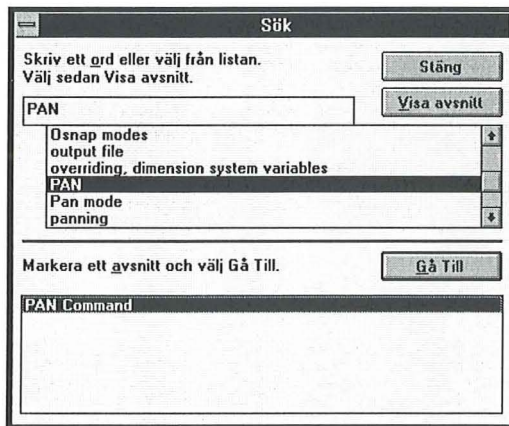 Sök
Skriv ett ord eller välj från listan.
Välj sedan Visa avsnitt.
Stäng
Visa avsnitt
PAN
Osnap modes
output file
overriding, dimension system variables
PAN
Pan mode
panning
Markera ett avsnitt och välj Gå Till.
Gå Till
PAN Command